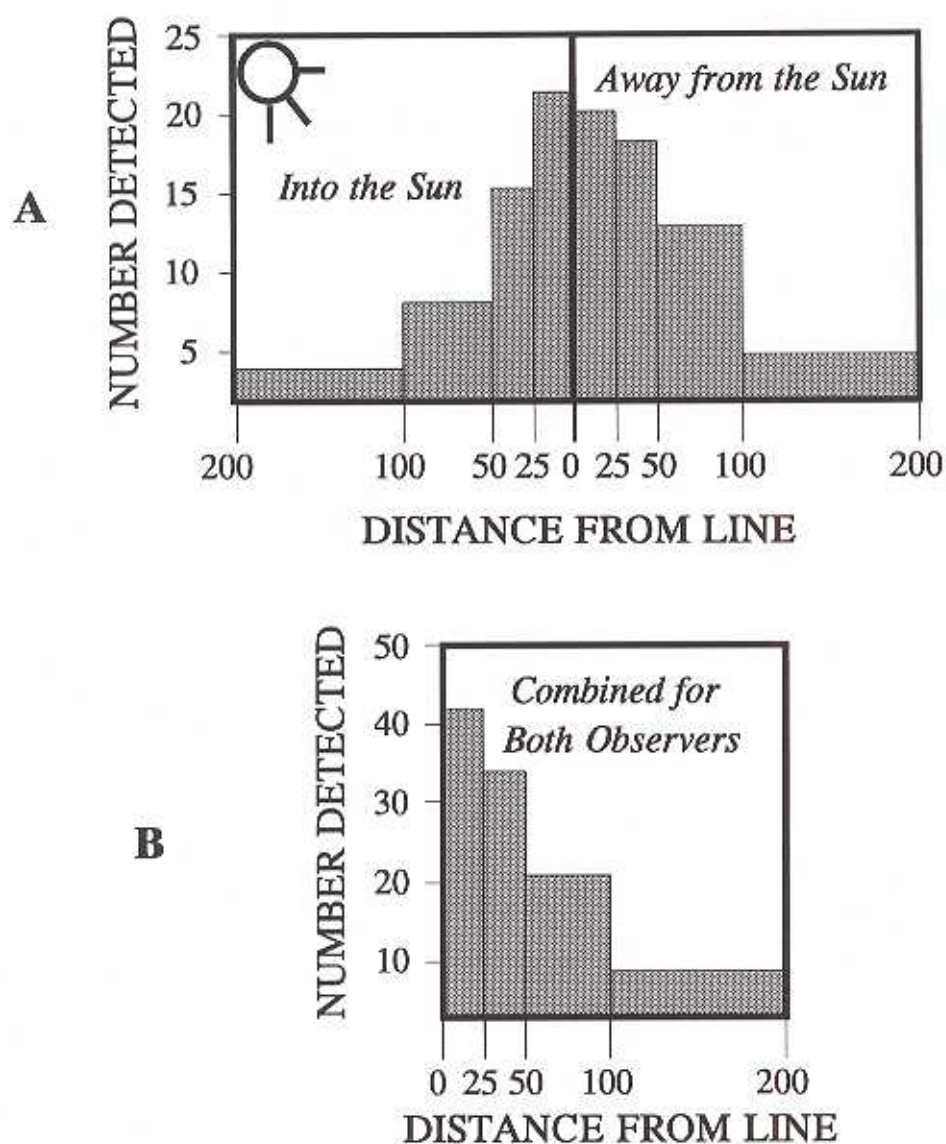 A
NUMBER DETECTED
25
20
15
10
5
Into the Sun
Away from the Sun
200 100 50 25 0 25 50 100 200
DISTANCE FROM LINE
B
NUMBER DETECTED
50
40
30
20
10
Combined for
Both Observers
0 25 50 100 200
DISTANCE FROM LINE